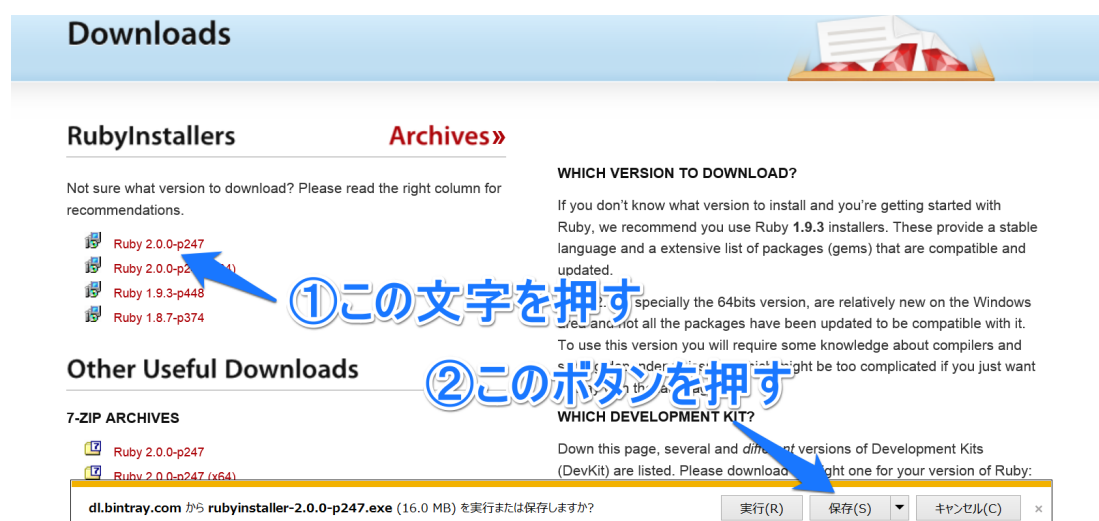 Downloads
RubyInstallers
Archives»
Not sure what version to download? Please read the right column for
recommendations.
Ruby 2.0.0-p247
Ruby 2.0.0-p2 4)
Ruby 1.9.3-p448
Ruby 1.8.7-p374
①この文字を押す
Other Useful Downloads
7-ZIP ARCHIVES
Ruby 2.0.0-p247
Ruby 2.0.0-p247 (x64)
WHICH VERSION TO DOWNLOAD?
If you don't know what version to install and you're getting started with
Ruby, we recommend you use Ruby 1.9.3 installers. These provide a stable
language and a extensive list of packages (gems) that are compatible and
updated.
specially the 64bits version, are relatively new on the Windows
area and not all the packages have been updated to be compatible with it.
To use this version you will require some knowledge about compilers and
might be too complicated if you just want
②このボタンを押す
WHICH DEVELOPMENT KIT?
Down this page, several and different versions of Development Kits
(DevKit) are listed. Please download right one for your version of Ruby:
dl.bintray.com から rubyinstaller-2.0.0-p247.exe (16.0 MB) を実行または保存しますか?
実行(R)
保存(S)
▼
キャンセル(C)
×